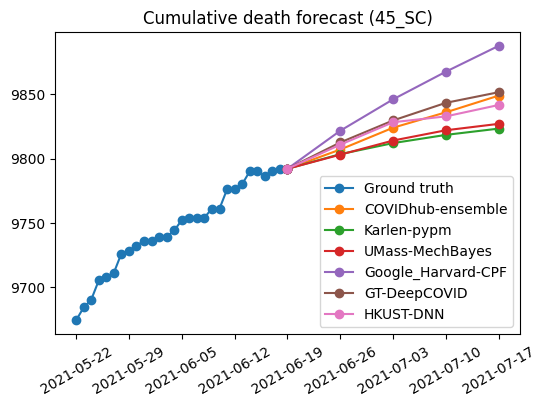 Cumulative death forecast (45_SC)
9850
9800
9750
9700
Ground truth
COVIDhub-ensemble
Karlen-pypm
UMass-MechBayes
Google_Harvard-CPF
GT-DeepCOVID
HKUST-DNN
2021-05-22
2021-05-29
2021-06-05
2021-06-12
2021-06-19
2021-06-26
2021-07-03
2021-07-10
2021-07-17